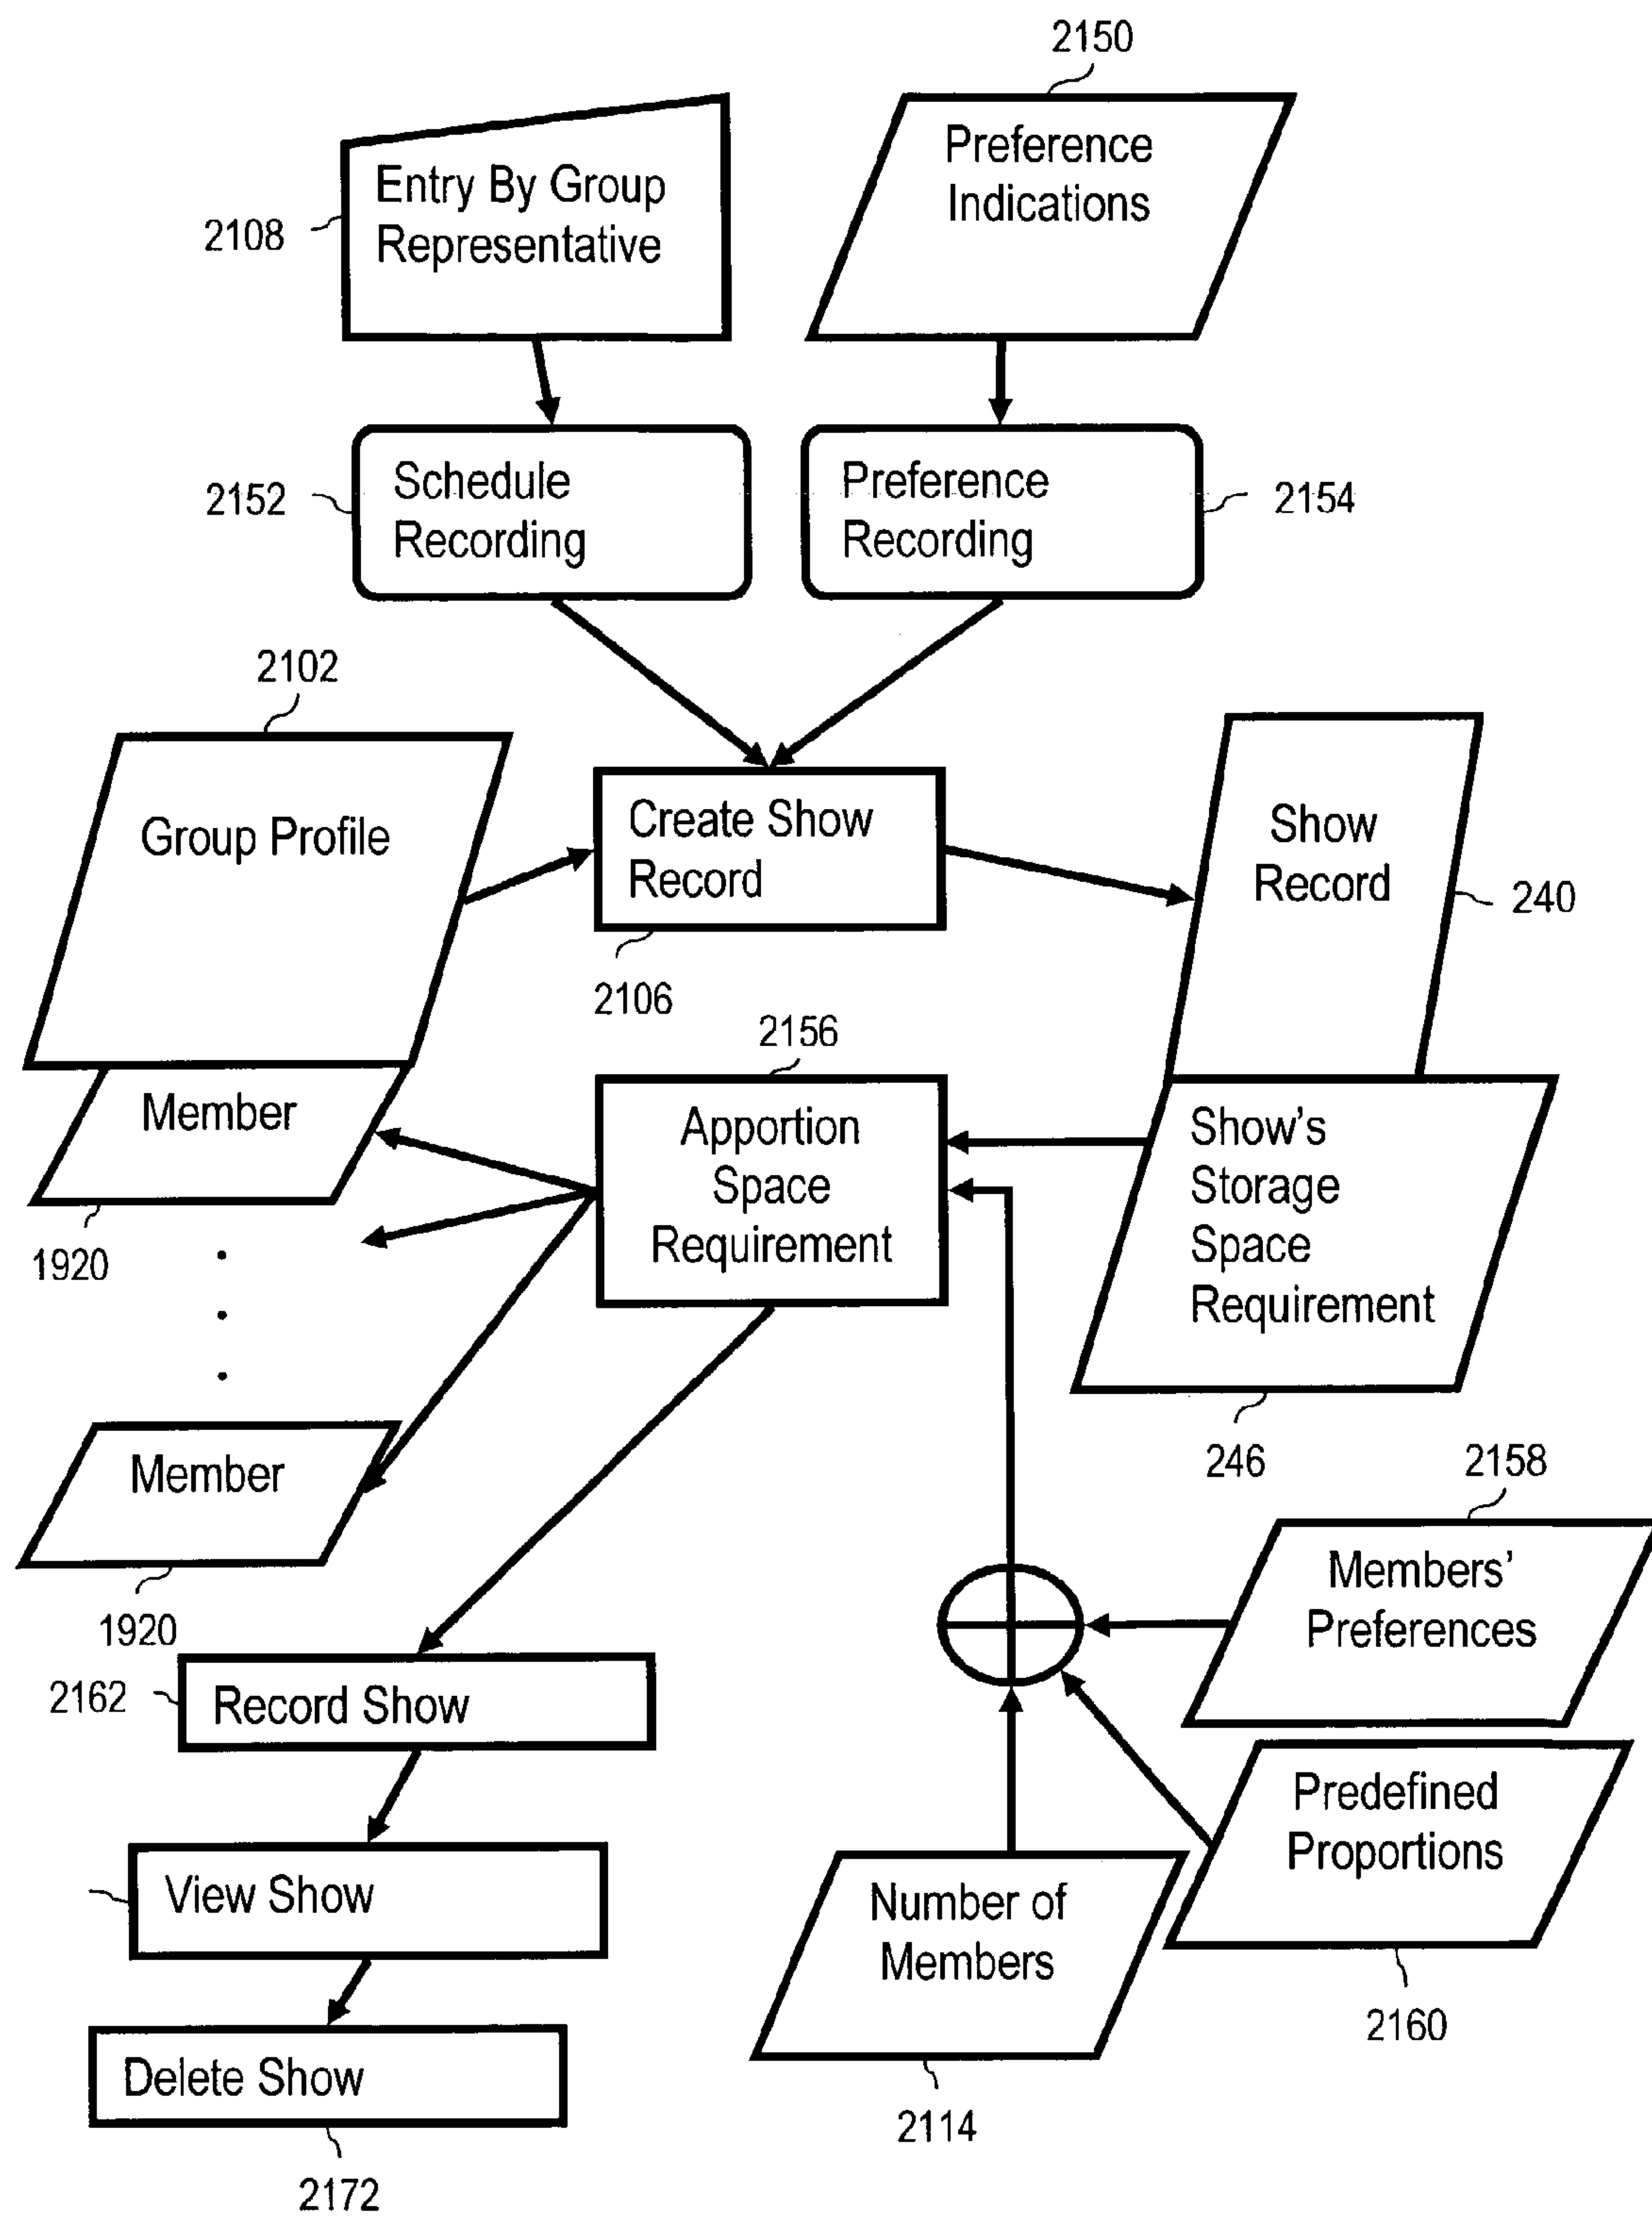 2150
Entry By Group
Representative
2108
Preference
Indications
Schedule
Recording
2152
Preference
Recording
2154
2102
Group Profile
Create Show
Record
2106
Show
Record
240
2156
Member
1920
Apportion
Space
Requirement
Show's
Storage
Space
Requirement
246
Member
1920
2158
Members'
Preferences
2162
Record Show
Predefined
Proportions
2160
View Show
Number of
Members
2114
Delete Show
2172